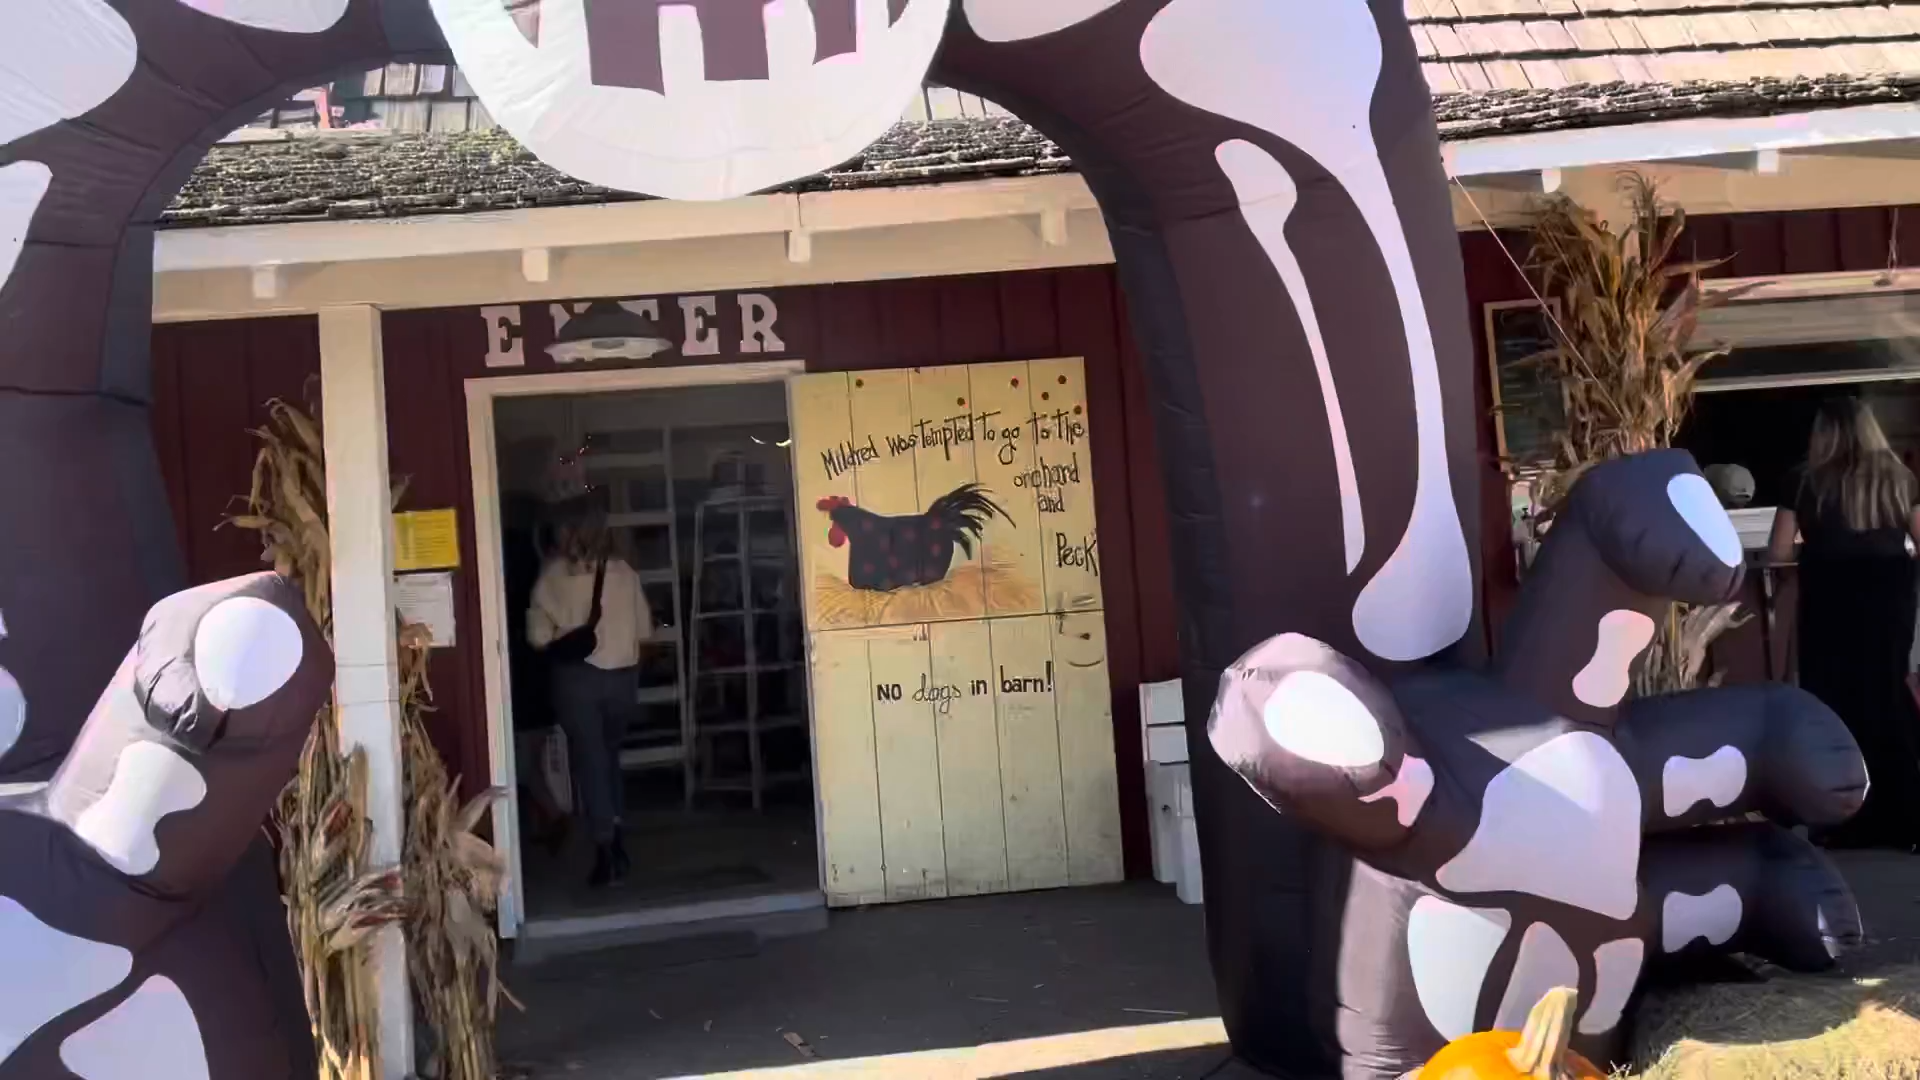 ENTER
Mildred was tempted to go to the
orchard
and
Peck
NO dogs in barn!